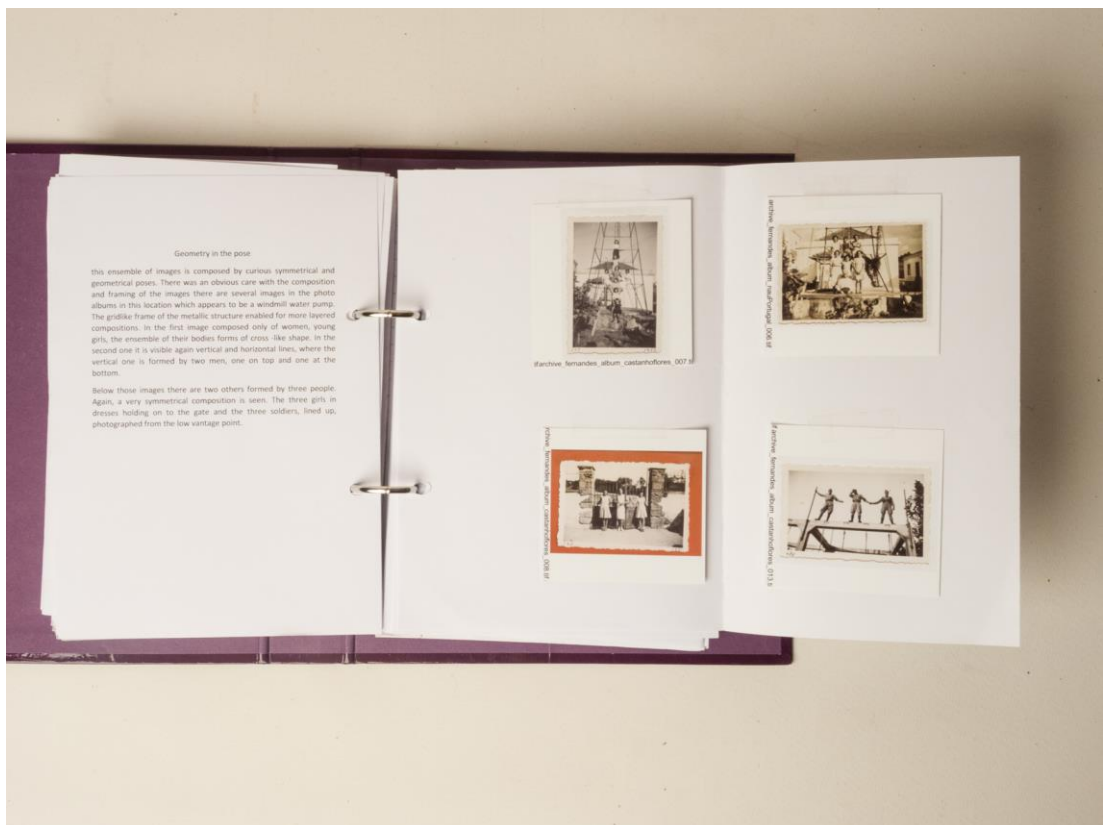 Geometry in the pose
this ensemble of images is composed by curious symmetrical and
geometrical poses. There was an obvious care with the composition
and framing of the images there are several images in the photo
albums in this location which appears to be a windmill water pump.
The gridlike frame of the metallic structure enabled for more layered
compositions. In the first image composed only of women, young
girls, the ensemble of their bodies forms of cross -like shape. In the
second one it is visible again vertical and horizontal lines, where the
vertical one is formed by two men, one on top and one at the
bottom.
Below those images there are two others formed by three people.
Again, a very symmetrical composition is seen. The three girls in
dresses holding on to the gate and the three soldiers, lined up,
photographed from the low vantage point.
tifarchive_fernandes_album_castanhoflores_007.ti
archive_fernandes_album_nauPortugal_006.tif
archive_fernandes_album_castanhoflores_008.tif
archive_fernandes_album_castanhoflores_013.ti